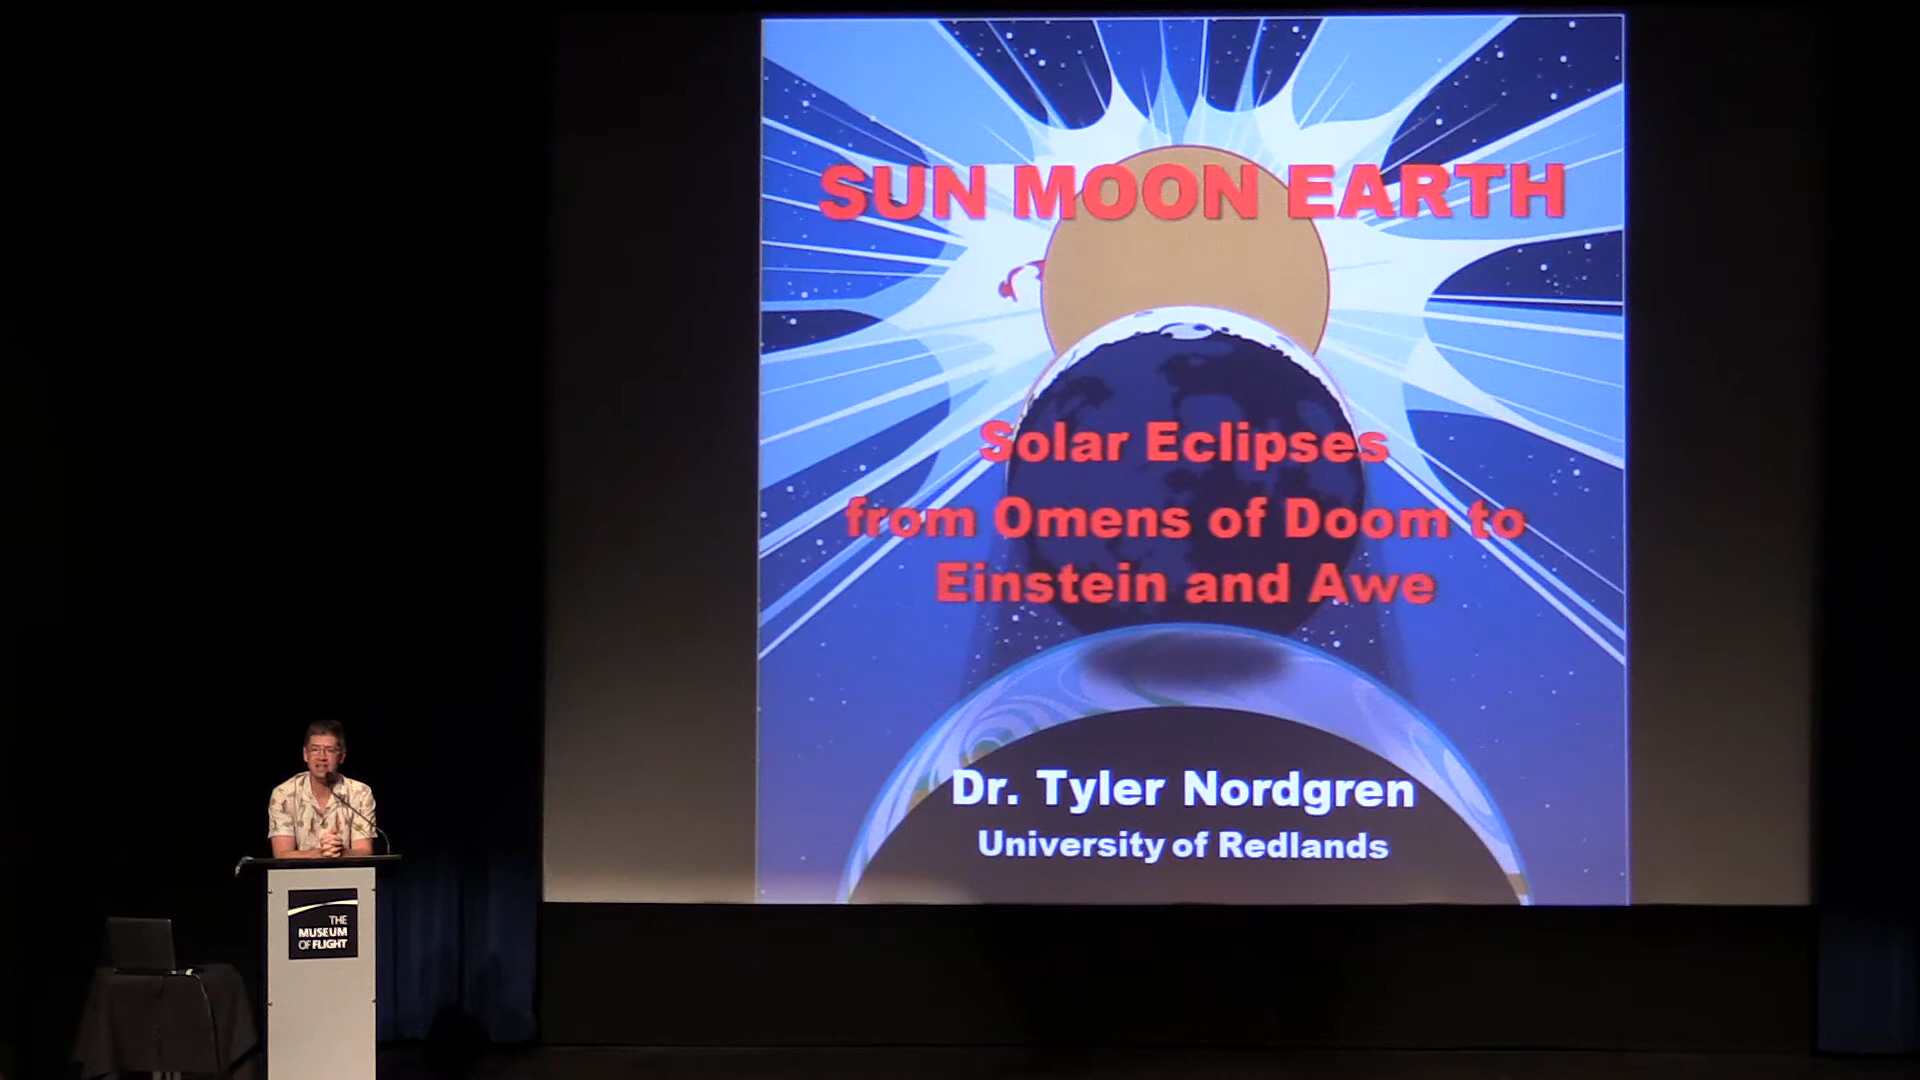 SUN MOON EARTH
Solar Eclipses
from Omens of Doom to
Einstein and Awe
Dr. Tyler Nordgren
University of Redlands
THE
MUSEUM
OF FLIGHT